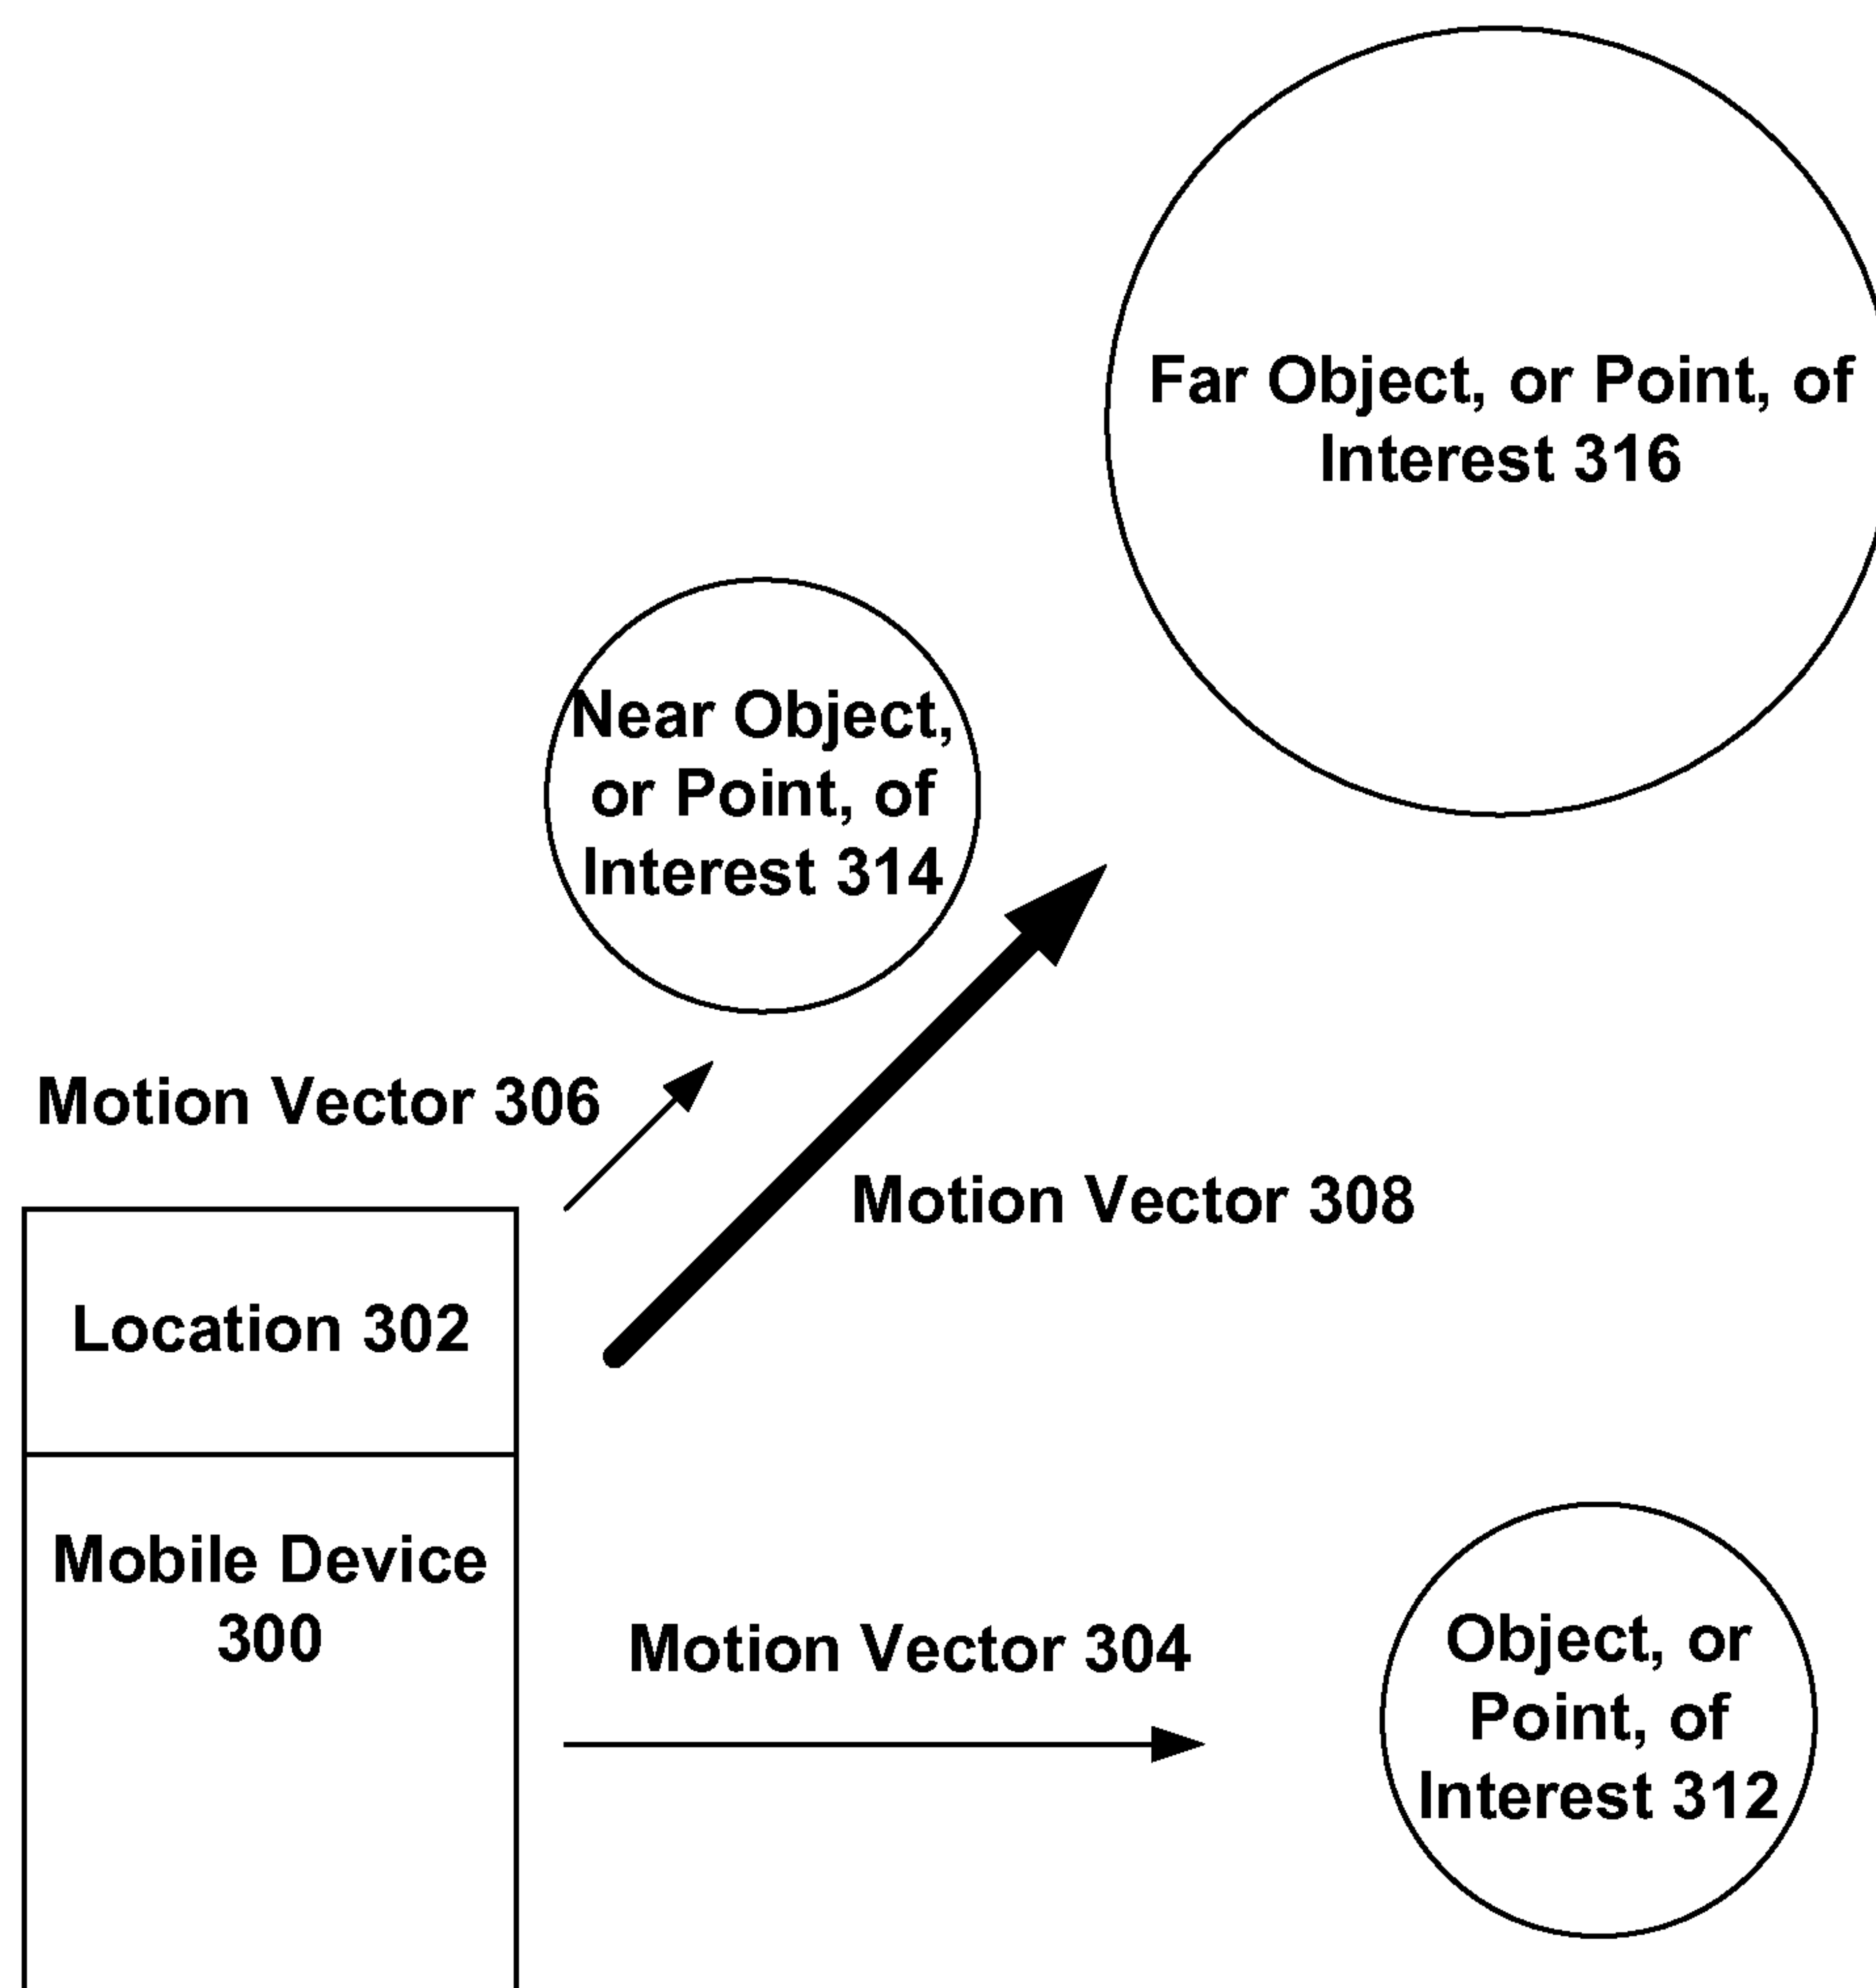 Far Object, or Point, of
Interest 316
Near Object,
or Point, of
Interest 314
Motion Vector 306
Motion Vector 308
Location 302
Mobile Device
300
Motion Vector 304
Object, or
Point, of
Interest 312